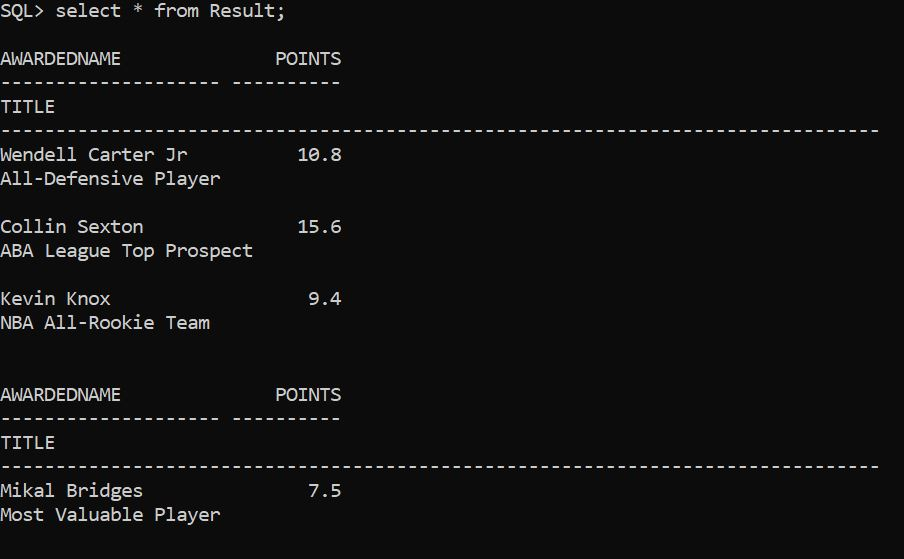 SQL> select * from Result;
AWARDEDNAME POINTS
-------------------- ----------
TITLE
--------------------------------------------------------------------------------
Wendell Carter Jr 10.8
All-Defensive Player
Collin Sexton 15.6
ABA League Top Prospect
Kevin Knox 9.4
NBA All-Rookie Team
AWARDEDNAME POINTS
-------------------- ----------
TITLE
--------------------------------------------------------------------------------
Mikal Bridges 7.5
Most Valuable Player